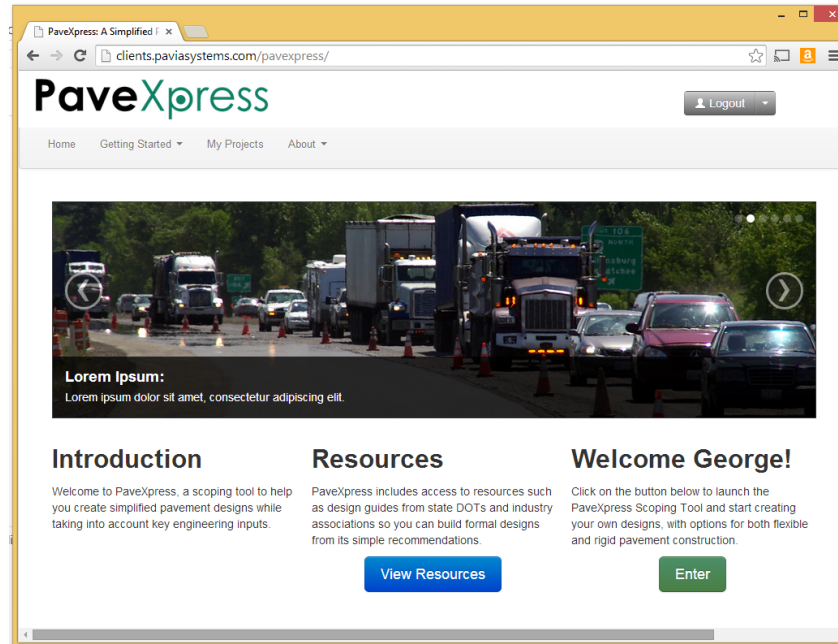 PaveXpress: A Simplified P
clients.paviasystems.com/pavexpress/
PaveXpress
Logout
Home Getting Started My Projects About
106
NORTH
Lorem Ipsum:
Lorem ipsum dolor sit amet, consectetur adipiscing elit.
Introduction
Welcome to PaveXpress, a scoping tool to help
you create simplified pavement designs while
taking into account key engineering inputs.
Resources
PaveXpress includes access to resources such
as design guides from state DOTs and industry
associations so you can build formal designs
from its simple recommendations.
View Resources
Welcome George!
Click on the button below to launch the
PaveXpress Scoping Tool and start creating
your own designs, with options for both flexible
and rigid pavement construction.
Enter